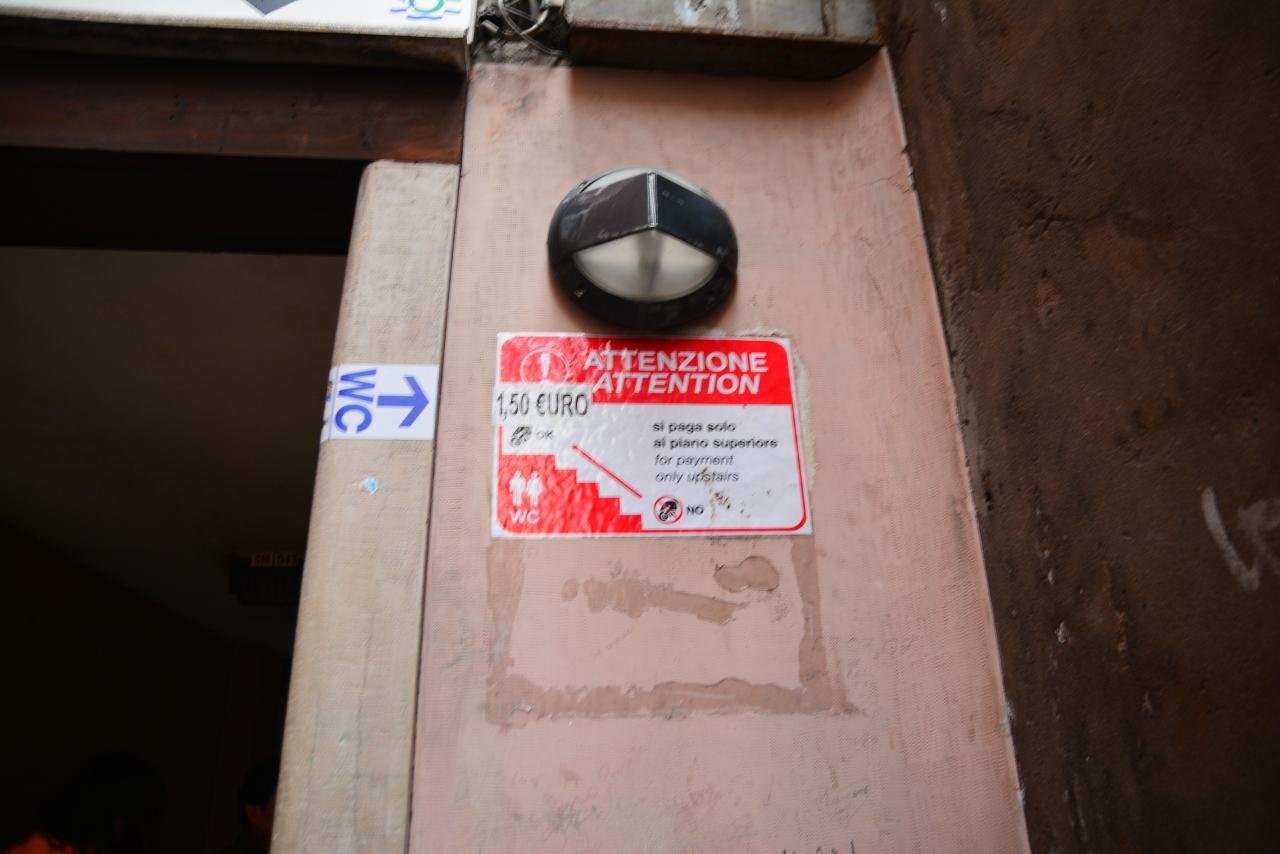 ATTENZIONE
ATTENTION
1,50 €URO
OK
si paga solo
al piano superiore
for payment
only upstairs
NO
WC
WC